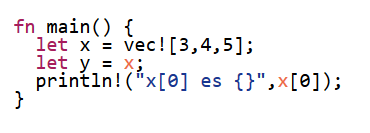 fn main() {
  let x = vec![3,4,5];
  let y = x;
  println!("x[0] es {}",x[0]);
}